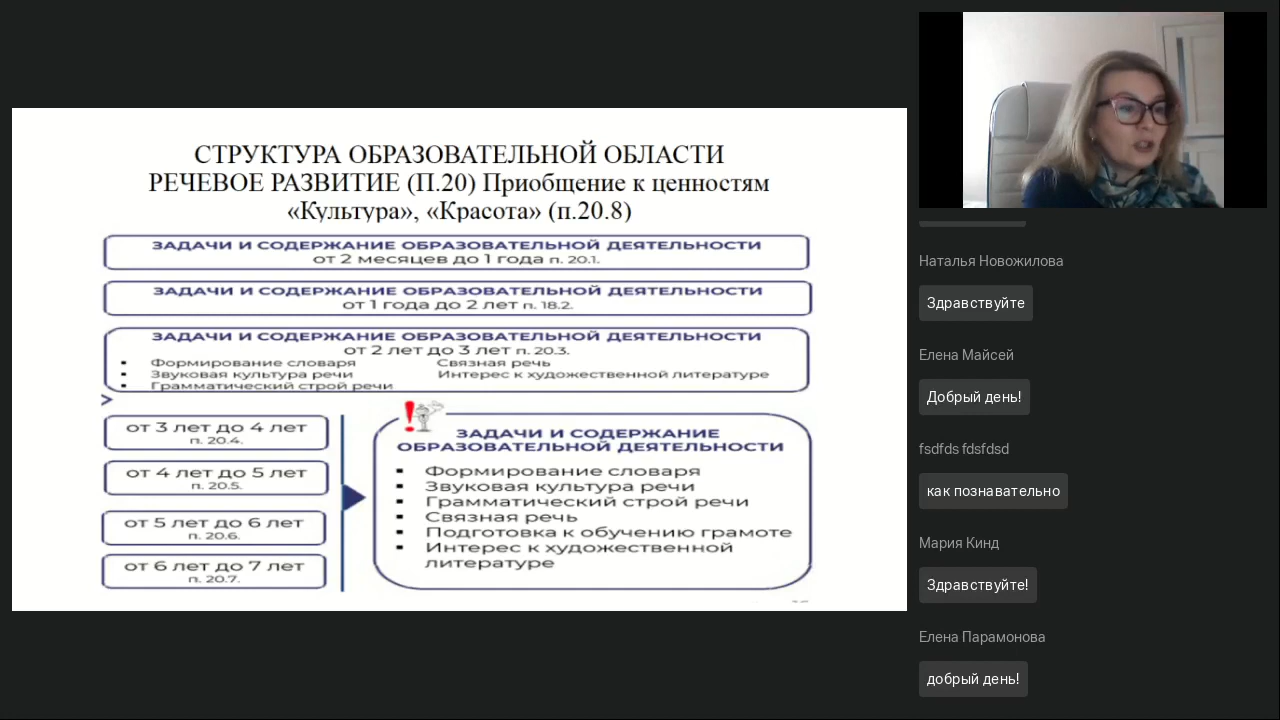 СТРУКТУРА ОБРАЗОВАТЕЛЬНОЙ ОБЛАСТИ
РЕЧЕВОЕ РАЗВИТИЕ (П.20) Приобщение к ценностям
«Культура», «Красота» (п.20.8)
ЗАДАЧИ И СОДЕРЖАНИЕ ОБРАЗОВАТЕЛЬНОЙ ДЕЯТЕЛЬНОСТИ
от 2 месяцев до 1 года п. 20.1.
ЗАДАЧИ И СОДЕРЖАНИЕ ОБРАЗОВАТЕЛЬНОЙ ДЕЯТЕЛЬНОСТИ
от 1 года до 2 лет п. 18.2.
ЗАДАЧИ И СОДЕРЖАНИЕ ОБРАЗОВАТЕЛЬНОЙ ДЕЯТЕЛЬНОСТИ
от 2 лет до 3 лет п. 20.3.
▪ Формирование словаря
▪ Звуковая культура речи
▪ Грамматический строй речи
Связная речь
Интерес к художественной литературе
от 3 лет до 4 лет
п. 20.4.
от 4 лет до 5 лет
п. 20.5.
от 5 лет до 6 лет
п. 20.6.
от 6 лет до 7 лет
п. 20.7.
ЗАДАЧИ И СОДЕРЖАНИЕ
ОБРАЗОВАТЕЛЬНОЙ ДЕЯТЕЛЬНОСТИ
▪ Формирование словаря
▪ Звуковая культура речи
▪ Грамматический строй речи
▪ Связная речь
▪ Подготовка к обучению грамоте
▪ Интерес к художественной
литературе
Наталья Новожилова
Здравствуйте
Елена Майсей
Добрый день!
fsdfds fdsfdsd
как познавательно
Мария Кинд
Здравствуйте!
Елена Парамонова
добрый день!